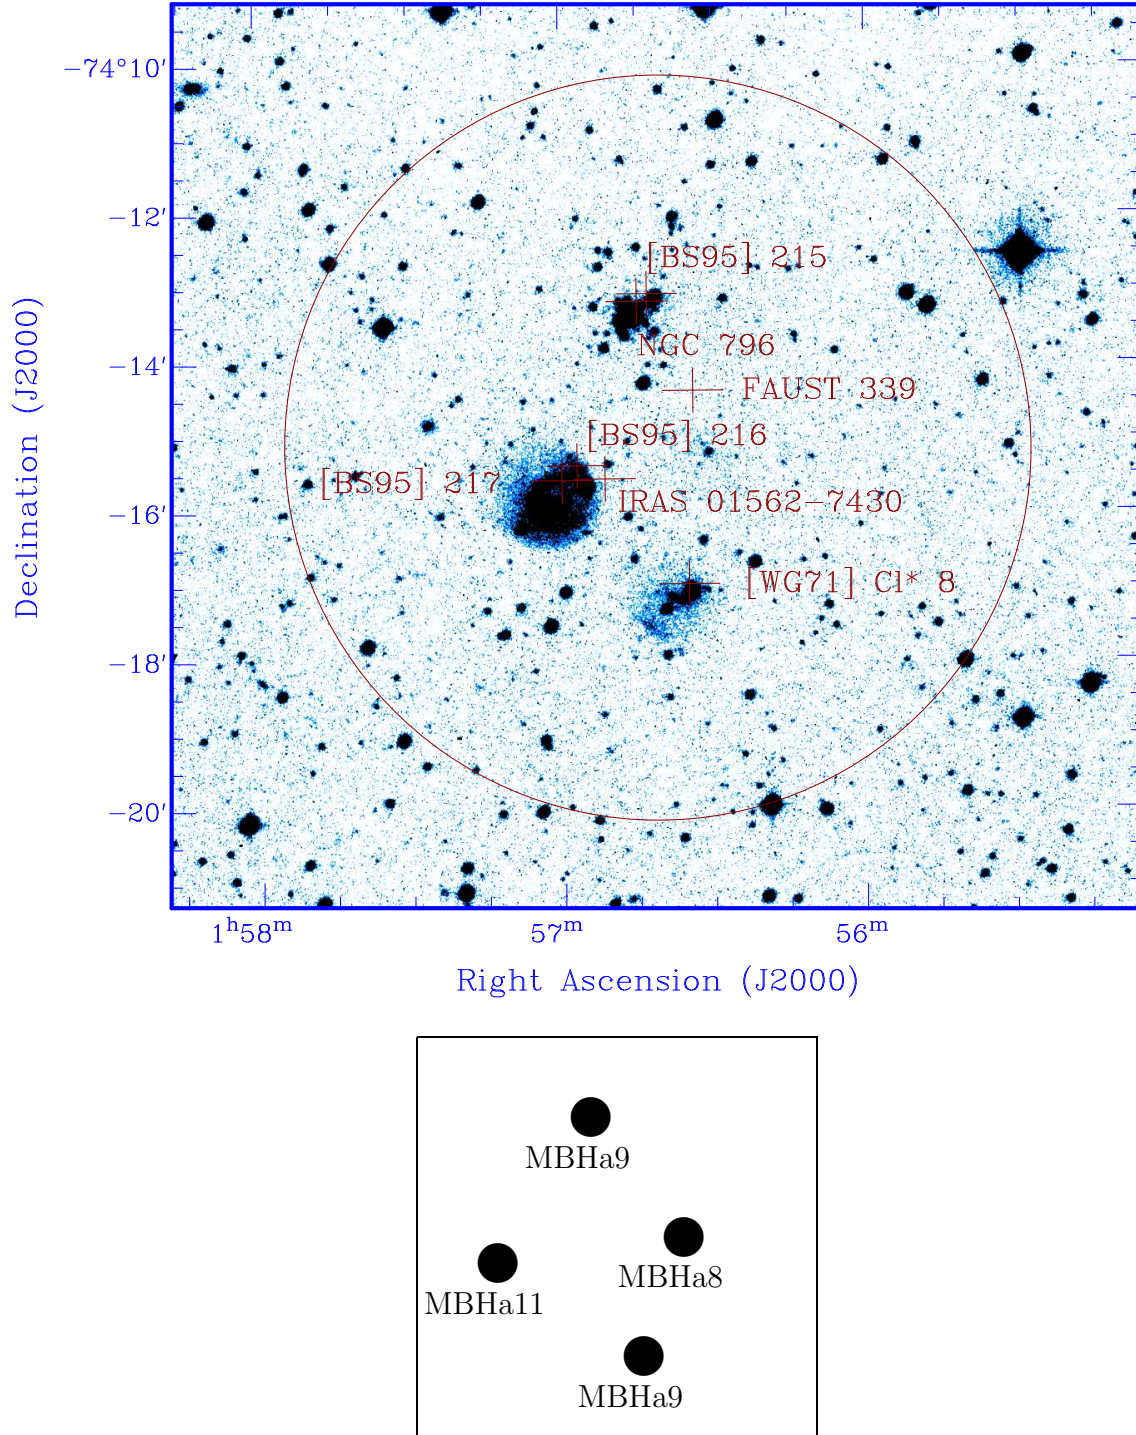 −74°10′
−12′
[BS95] 215
NGC 796
−14′
FAUST 339
[BS95] 216
[BS95] 217
IRAS 01562−7430
−16′
[WG71] Cl* 8
−18′
−20′
Declination (J2000)
1ʰ58ᵐ 57ᵐ 56ᵐ
Right Ascension (J2000)
MBHa9
MBHa8
MBHa11
MBHa9